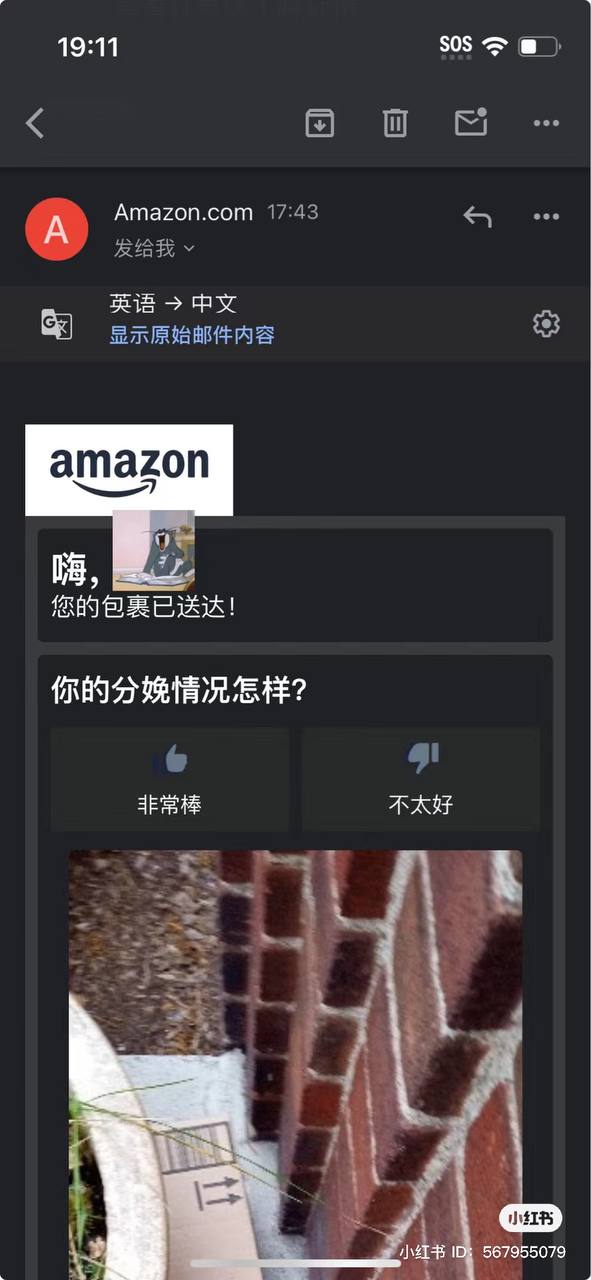 19:11
SOS
A
Amazon.com 17:43
发给我
G 文
英语 → 中文
显示原始邮件内容
amazon
嗨，
您的包裹已送达！
你的分娩情况怎样？
非常棒
不太好
小红书
小红书 ID：567955079